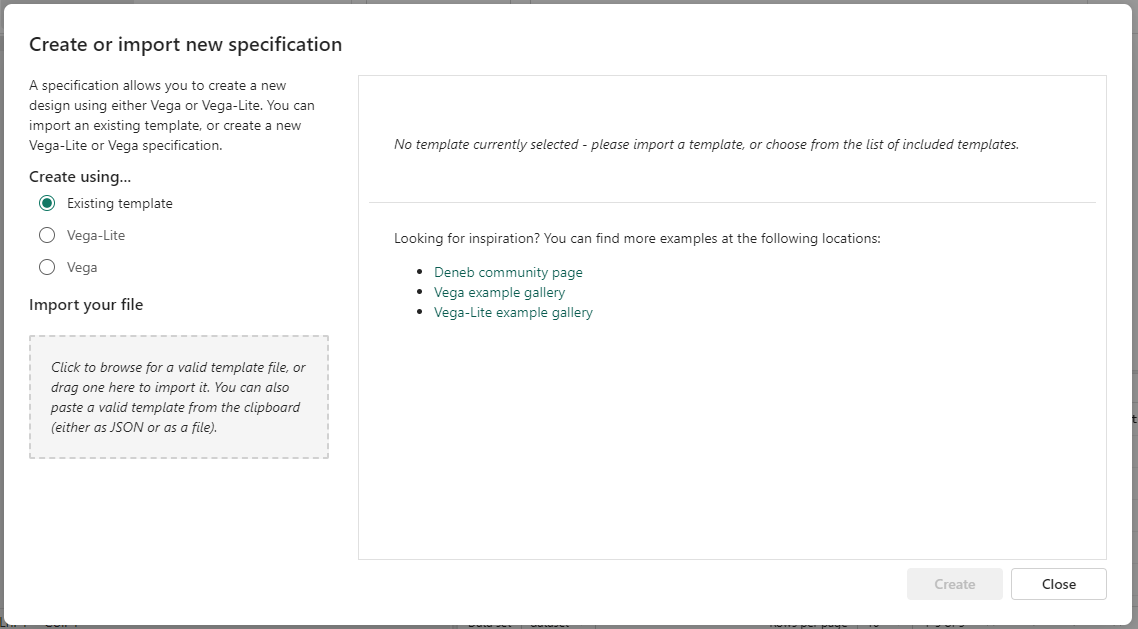 Create or import new specification
A specification allows you to create a new
design using either Vega or Vega-Lite. You can
import an existing template, or create a new
Vega-Lite or Vega specification.
Create using...
Existing template
Vega-Lite
Vega
Import your file
Click to browse for a valid template file, or
drag one here to import it. You can also
paste a valid template from the clipboard
(either as JSON or as a file).
No template currently selected - please import a template, or choose from the list of included templates.
Looking for inspiration? You can find more examples at the following locations:
Deneb community page
Vega example gallery
Vega-Lite example gallery
Create
Close